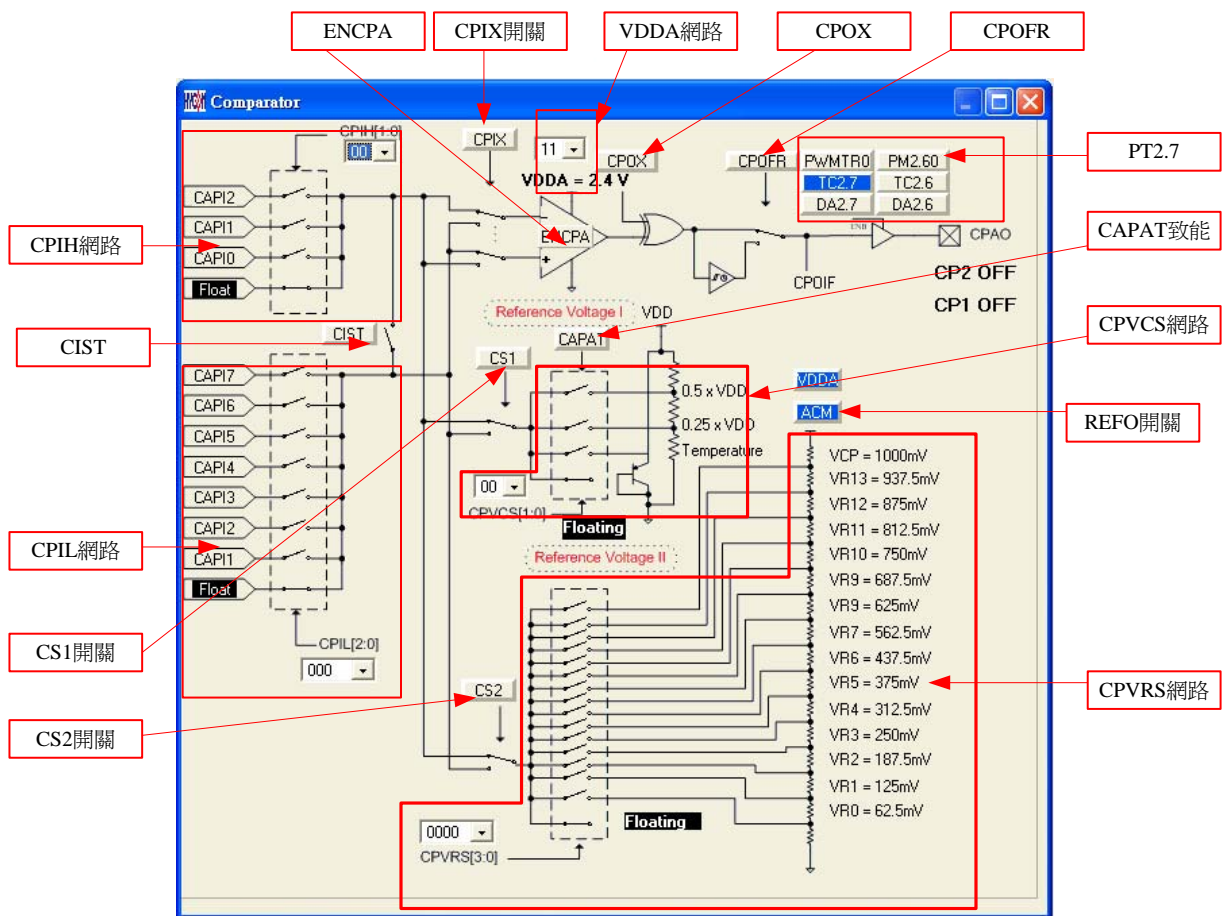 ENCPA
CPIX開關
VDDA網路
CPOX
CPOFR
Comparator
CPIH[1:0]
00
CPIX
11
CPOX
VDDA = 2.4 V
CPOFR
PWMTR0
PM2.60
TC2.7
TC2.6
DA2.7
DA2.6
PT2.7
CAPI2
CAPI1
CAPI0
Float
CPIH網路
ENCPA
CPAO
CPOIF
CP2 OFF
CP1 OFF
CAPAT致能
Reference Voltage I
VDD
CIST
CIST
CAPAT
CS1
CPVCS網路
CAPI7
CAPI6
CAPI5
CAPI4
CAPI3
CAPI2
CAPI1
Float
CPIL網路
CPIL[2:0]
000
0.5 x VDD
0.25 x VDD
Temperature
00
CPVCS[1:0]
Floating
VDDA
ACM
REFO開關
Reference Voltage II
VCP = 1000mV
VR13 = 937.5mV
VR12 = 875mV
VR11 = 812.5mV
VR10 = 750mV
VR9 = 687.5mV
VR9 = 625mV
VR7 = 562.5mV
VR6 = 437.5mV
VR5 = 375mV
VR4 = 312.5mV
VR3 = 250mV
VR2 = 187.5mV
VR1 = 125mV
VR0 = 62.5mV
CPVRS網路
CS1開關
CS2
CS2開關
Floating
0000
CPVRS[3:0]